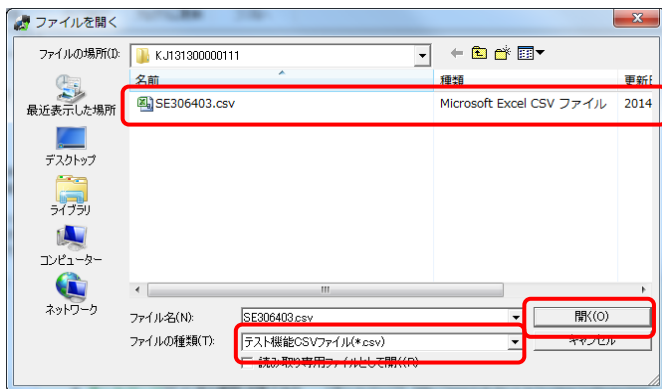 ファイルを開く
ファイルの場所(I):
KJ131300000111
名前
種類
更新
SE306403.csv
Microsoft Excel CSV ファイル
2014
最近表示した場所
デスクトップ
ライブラリ
コンピューター
ネットワーク
ファイル名(N):
SE306403.csv
開く(O)
ファイルの種類(T):
テスト機能CSVファイル(*.csv)
キャンセル
読み取り専用ファイルとして開く(R)